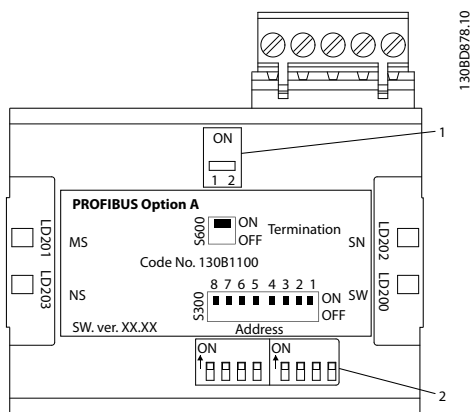 130BD878.10
ON
1 2
1
PROFIBUS Option A
S600
ON
OFF
Termination
LD201
MS
SN
LD202
Code No. 130B1100
8 7 6 5 4 3 2 1
LD203
NS
S300
ON
OFF
SW
LD200
SW. ver. XX.XX
Address
ON ON
2